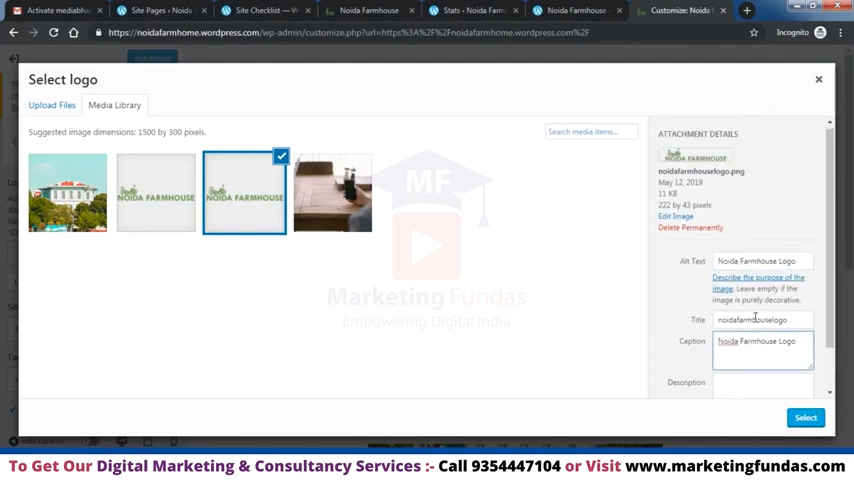 Activate mediabha
Site Pages ‹ Noida
Site Checklist — W
Noida Farmhouse
Stats ‹ Noida Farm
Noida Farmhouse
Customize: Noida F
https://noidafarmhome.wordpress.com/wp-admin/customize.php?url=https%3A%2F%2Fnoidafarmhome.wordpress.com%2F
Incognito
Select logo
Upload Files
Media Library
Suggested image dimensions: 1500 by 300 pixels.
Search media items...
NOIDA FARMHOUSE
NOIDA FARMHOUSE
MF
Marketing Fundas
Empowering Digital India
ATTACHMENT DETAILS
NOIDA FARMHOUSE
noidafarmhouselogo.png
May 12, 2019
11 KB
222 by 43 pixels
Edit Image
Delete Permanently
Alt Text Noida Farmhouse Logo
Describe the purpose of the
image. Leave empty if the
image is purely decorative.
Title noidafarmhouselogo
Caption Noida Farmhouse Logo
Description
Select
Hide Controls
To Get Our Digital Marketing & Consultancy Services :- Call 9354447104 or Visit www.marketingfundas.com